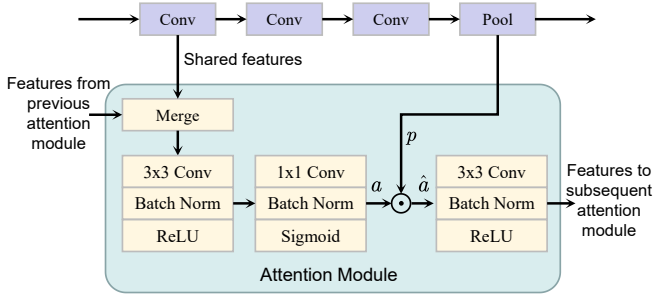 Conv
Conv
Conv
Pool
Shared features
Features from
previous
attention
module
Merge
p
3x3 Conv
Batch Norm
ReLU
1x1 Conv
Batch Norm
Sigmoid
a
⊙
â
3x3 Conv
Batch Norm
ReLU
Features to
subsequent
attention
module
Attention Module